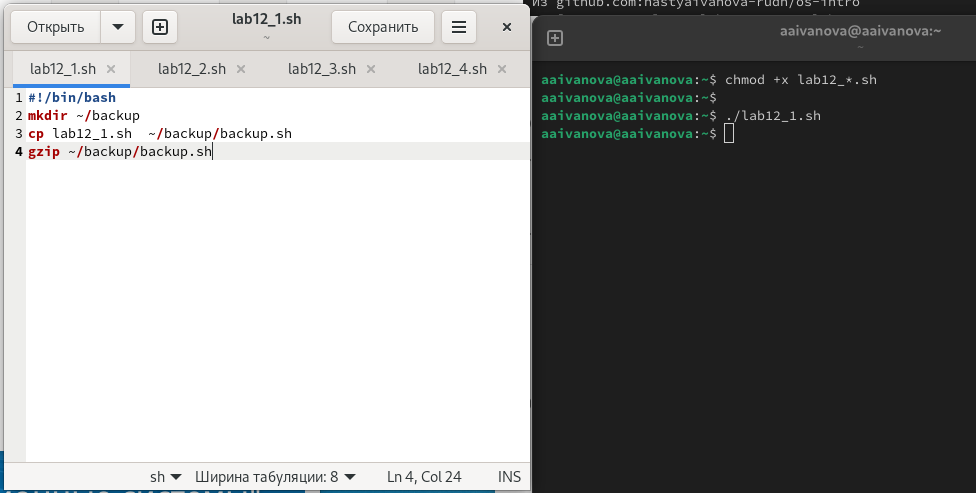 Из github.com:nastyaivanova-rudn/os-intro
Открыть
lab12_1.sh
~
Сохранить
lab12_1.sh
lab12_2.sh
lab12_3.sh
lab12_4.sh
1 #!/bin/bash
2 mkdir ~/backup
3 cp lab12_1.sh  ~/backup/backup.sh
4 gzip ~/backup/backup.sh
sh
Ширина табуляции: 8
Ln 4, Col 24
INS
aaivanova@aaivanova:~
~
aaivanova@aaivanova:~$ chmod +x lab12_*.sh
aaivanova@aaivanova:~$
aaivanova@aaivanova:~$ ./lab12_1.sh
aaivanova@aaivanova:~$